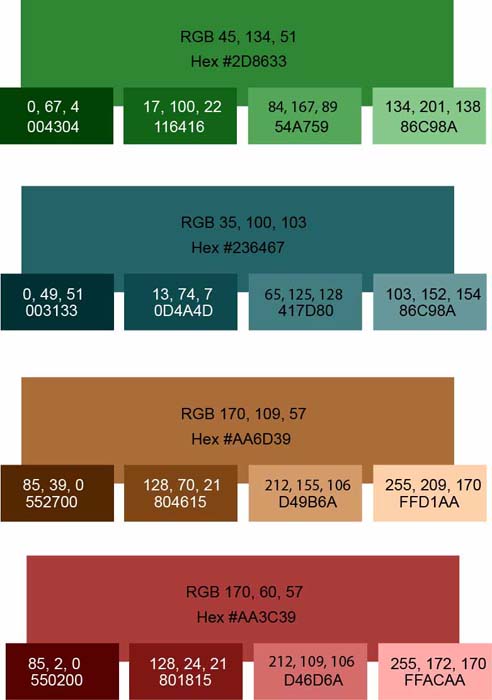 RGB 45, 134, 51
Hex #2D8633
0, 67, 4
004304
17, 100, 22
116416
84, 167, 89
54A759
134, 201, 138
86C98A
RGB 35, 100, 103
Hex #236467
0, 49, 51
003133
13, 74, 7
0D4A4D
65, 125, 128
417D80
103, 152, 154
86C98A
RGB 170, 109, 57
Hex #AA6D39
85, 39, 0
552700
128, 70, 21
804615
212, 155, 106
D49B6A
255, 209, 170
FFD1AA
RGB 170, 60, 57
Hex #AA3C39
85, 2, 0
550200
128, 24, 21
801815
212, 109, 106
D46D6A
255, 172, 170
FFACAA